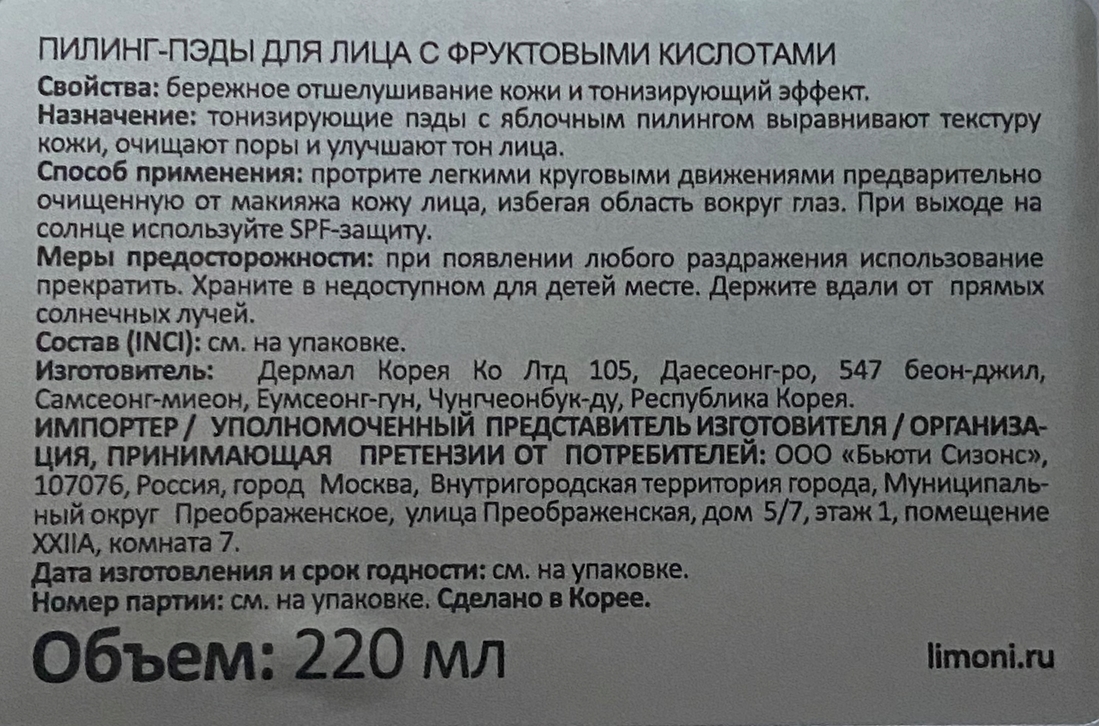 ПИЛИНГ-ПЭДЫ ДЛЯ ЛИЦА С ФРУКТОВЫМИ КИСЛОТАМИ
Свойства: бережное отшелушивание кожи и тонизирующий эффект.
Назначение: тонизирующие пэды с яблочным пилингом выравнивают текстуру
кожи, очищают поры и улучшают тон лица.
Способ применения: протрите легкими круговыми движениями предварительно
очищенную от макияжа кожу лица, избегая область вокруг глаз. При выходе на
солнце используйте SPF-защиту.
Меры предосторожности: при появлении любого раздражения использование
прекратить. Храните в недоступном для детей месте. Держите вдали от прямых
солнечных лучей.
Состав (INCI): см. на упаковке.
Изготовитель: Дермал Корея Ко Лтд 105, Даесеонг-ро, 547 беон-джил,
Самсеонг-миеон, Еумсеонг-гун, Чунгчеонбук-ду, Республика Корея.
ИМПОРТЕР / УПОЛНОМОЧЕННЫЙ ПРЕДСТАВИТЕЛЬ ИЗГОТОВИТЕЛЯ / ОРГАНИЗА-
ЦИЯ, ПРИНИМАЮЩАЯ ПРЕТЕНЗИИ ОТ ПОТРЕБИТЕЛЕЙ: ООО «Бьюти Сизонс»,
107076, Россия, город Москва, Внутригородская территория города, Муниципаль-
ный округ Преображенское, улица Преображенская, дом 5/7, этаж 1, помещение
XXIIA, комната 7.
Дата изготовления и срок годности: см. на упаковке.
Номер партии: см. на упаковке. Сделано в Корее.
Объем: 220 мл
limoni.ru